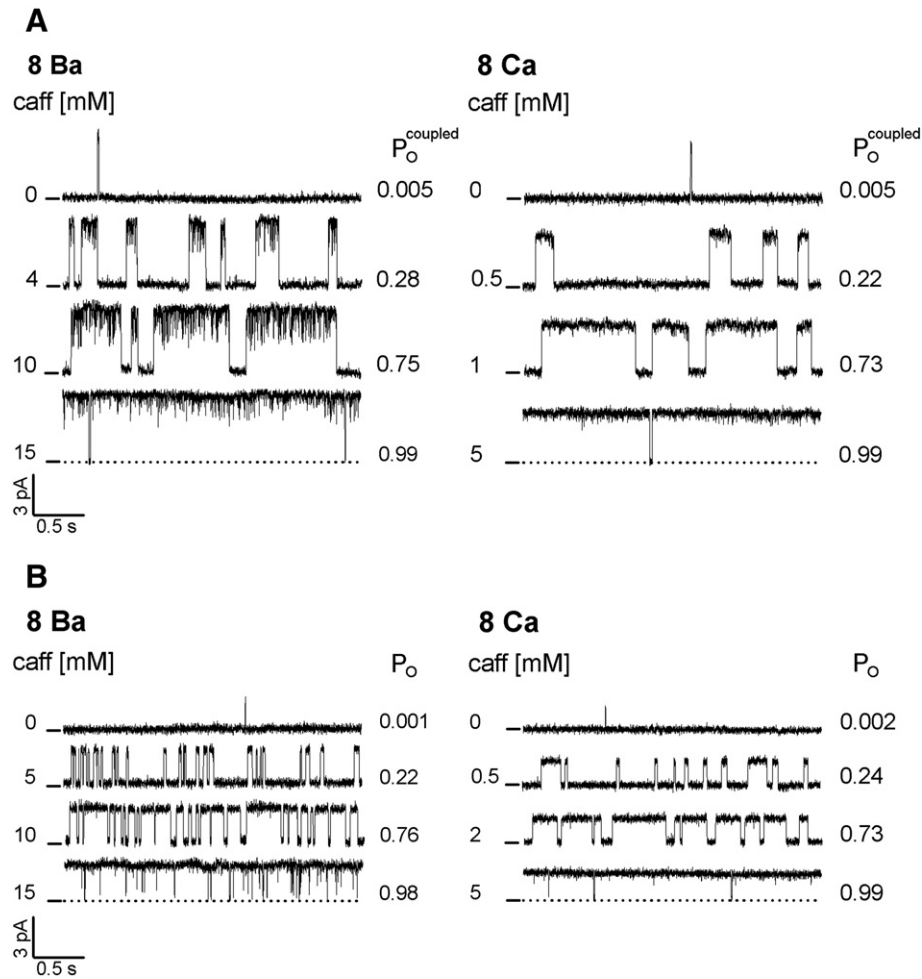 A
8 Ba
caff [mM]
P_O^coupled
0 0.005
4 0.28
10 0.75
15 0.99
3 pA
0.5 s
8 Ca
caff [mM]
P_O^coupled
0 0.005
0.5 0.22
1 0.73
5 0.99
B
8 Ba
caff [mM] P_O
0 0.001
5 0.22
10 0.76
15 0.98
3 pA
0.5 s
8 Ca
caff [mM] P_O
0 0.002
0.5 0.24
2 0.73
5 0.99